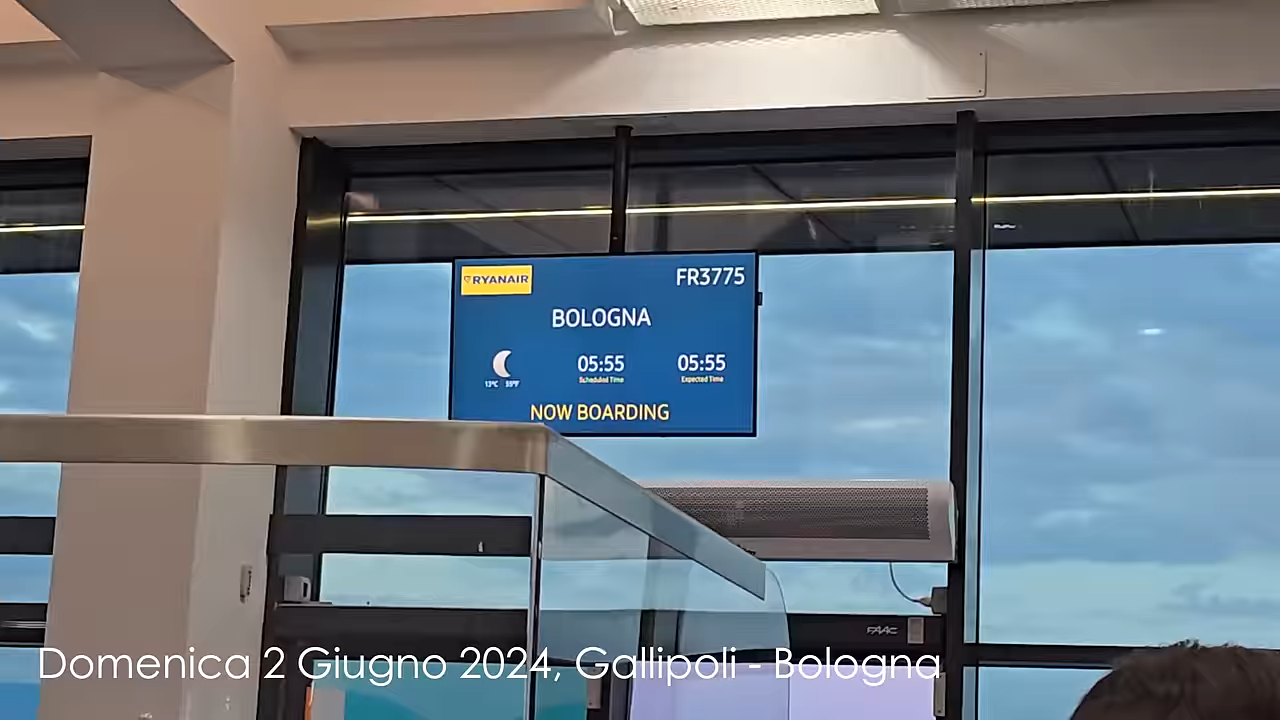 RYANAIR
FR3775
BOLOGNA
05:55
05:55
13°C 55°F
Scheduled Time
Expected Time
NOW BOARDING
FAAC
Domenica 2 Giugno 2024, Gallipoli - Bologna